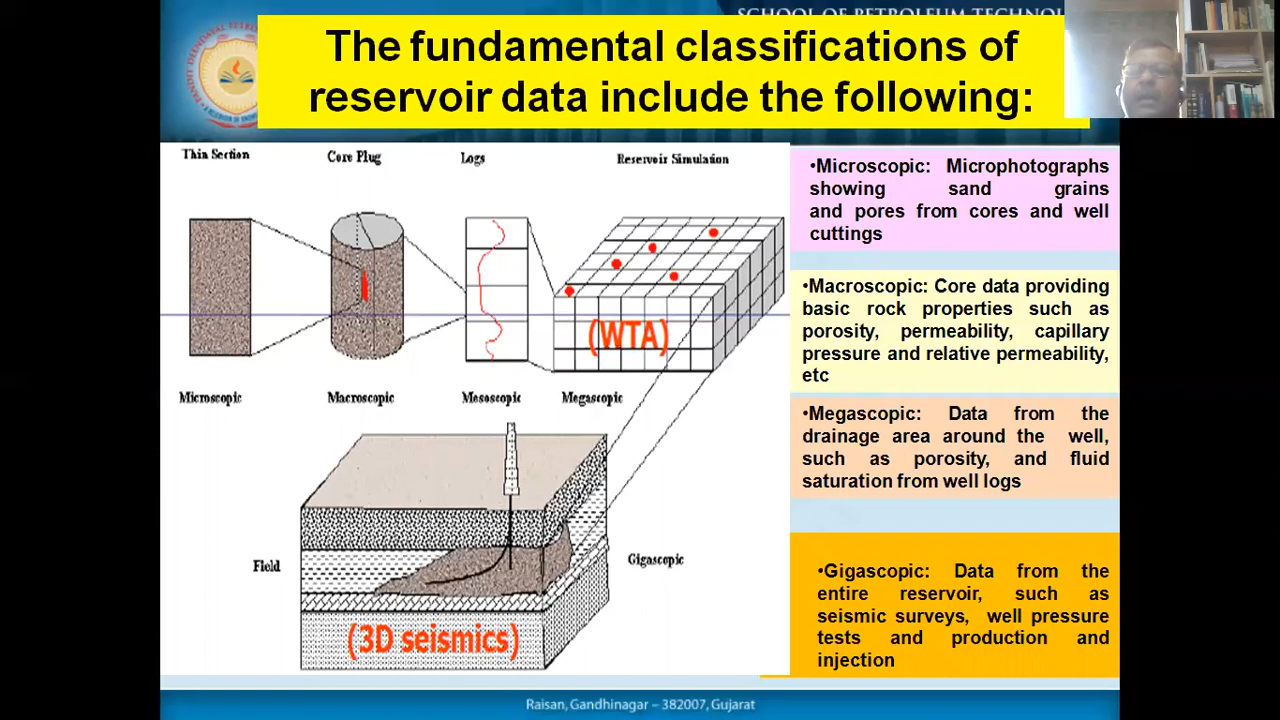 SCHOOL OF PETROLEUM TECHNOL
The fundamental classifications of
reservoir data include the following:
Thin Section
Core Plug
Logs
Reservoir Simulation
(WTA)
Microscopic
Macroscopic
Mesoscopic
Megascopic
Field
Gigascopic
(3D seismics)
•Microscopic: Microphotographs
showing sand grains
and pores from cores and well
cuttings
•Macroscopic: Core data providing
basic rock properties such as
porosity, permeability, capillary
pressure and relative permeability,
etc
•Megascopic: Data from the
drainage area around the well,
such as porosity, and fluid
saturation from well logs
•Gigascopic: Data from the
entire reservoir, such as
seismic surveys, well pressure
tests and production and
injection
Raisan, Gandhinagar – 382007, Gujarat